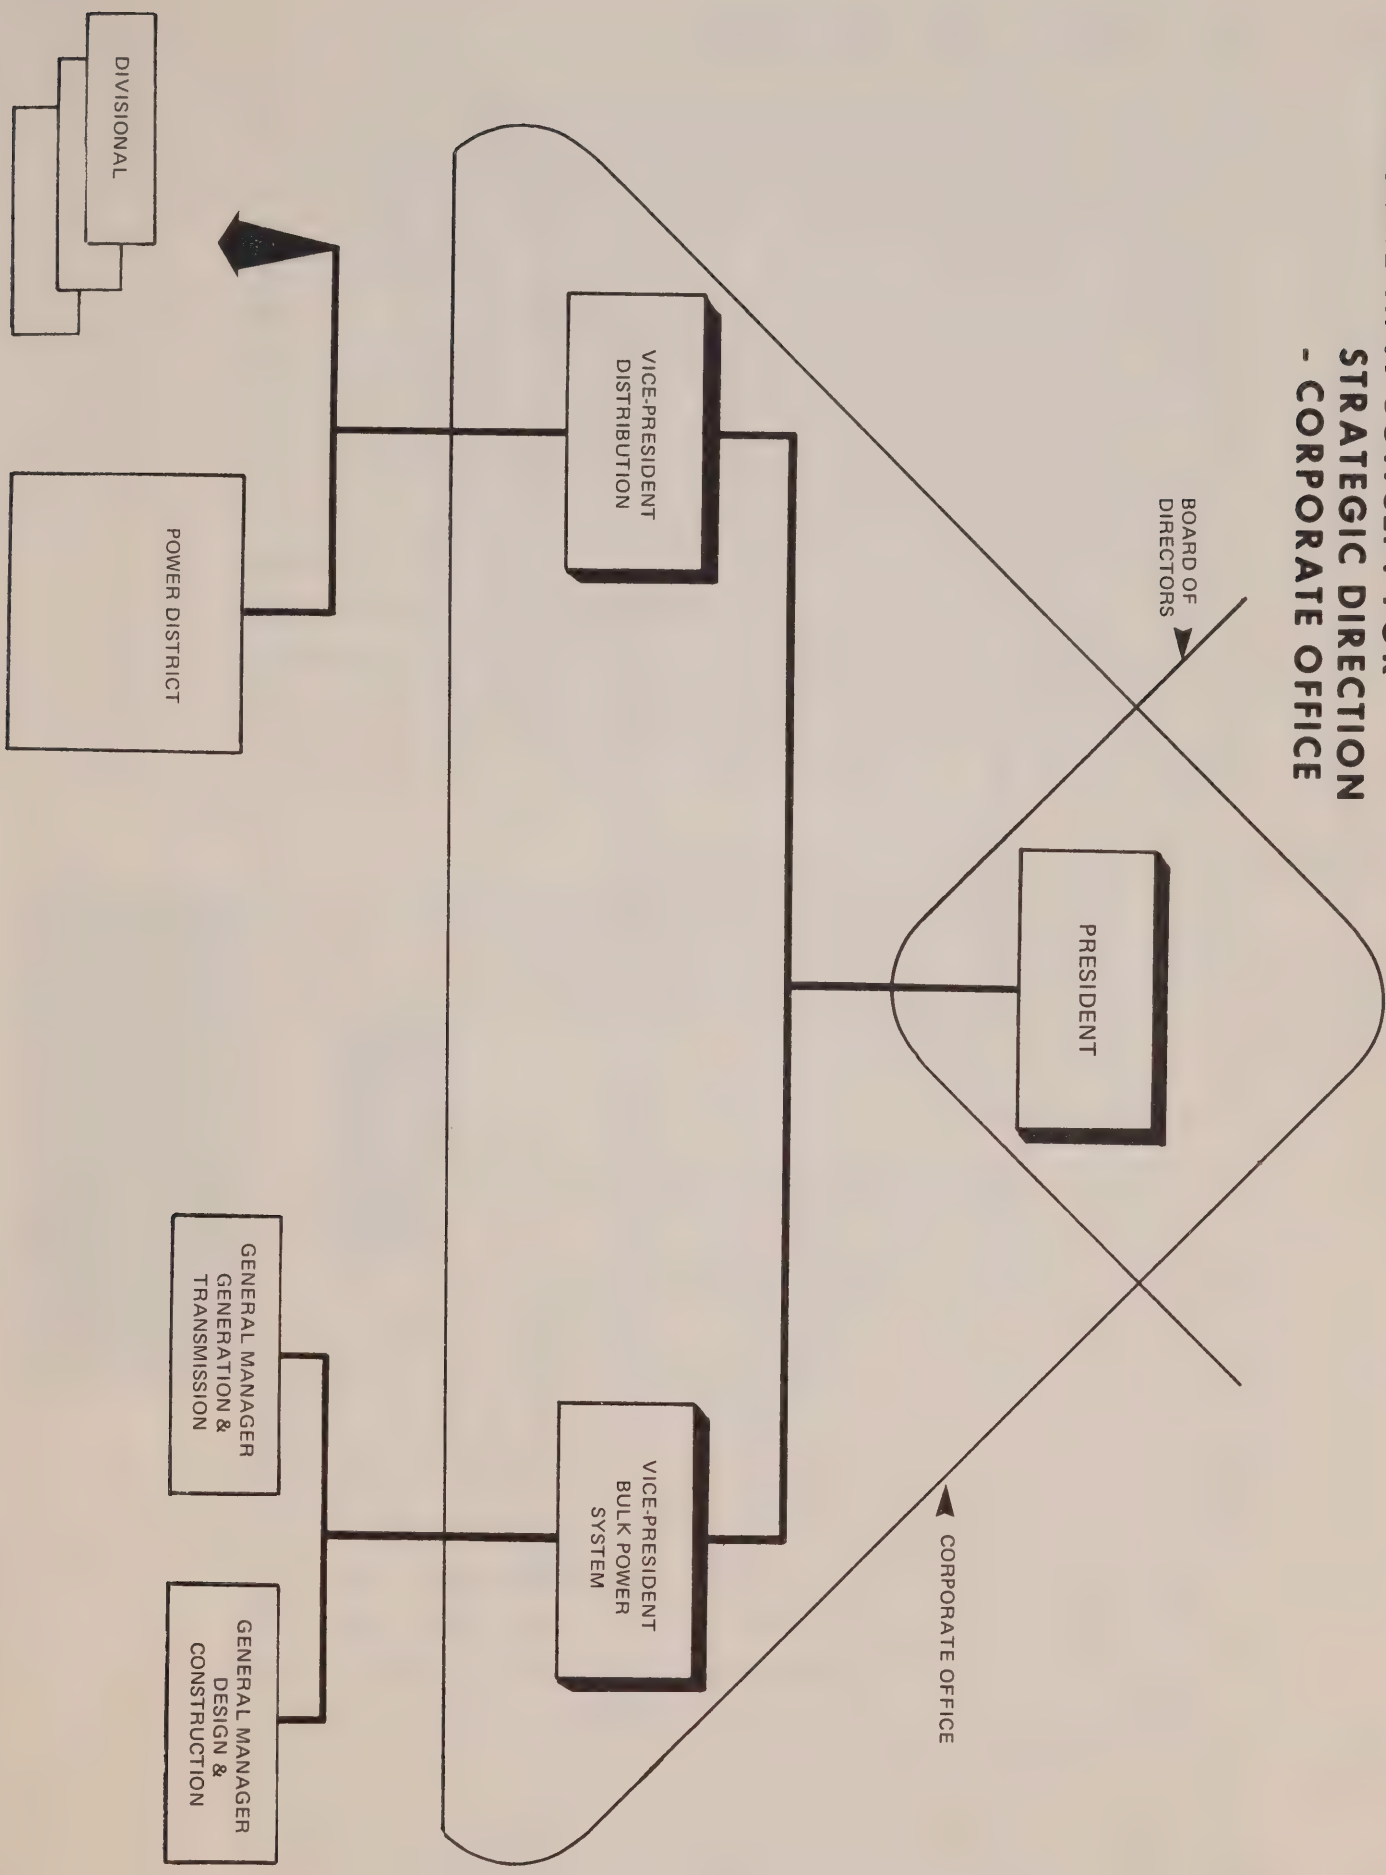 STRATEGIC DIRECTION
- CORPORATE OFFICE
BOARD OF
DIRECTORS
PRESIDENT
CORPORATE OFFICE
VICE-PRESIDENT
DISTRIBUTION
VICE-PRESIDENT
BULK POWER
SYSTEM
DIVISIONAL
POWER DISTRICT
GENERAL MANAGER
GENERATION &
TRANSMISSION
GENERAL MANAGER
DESIGN &
CONSTRUCTION